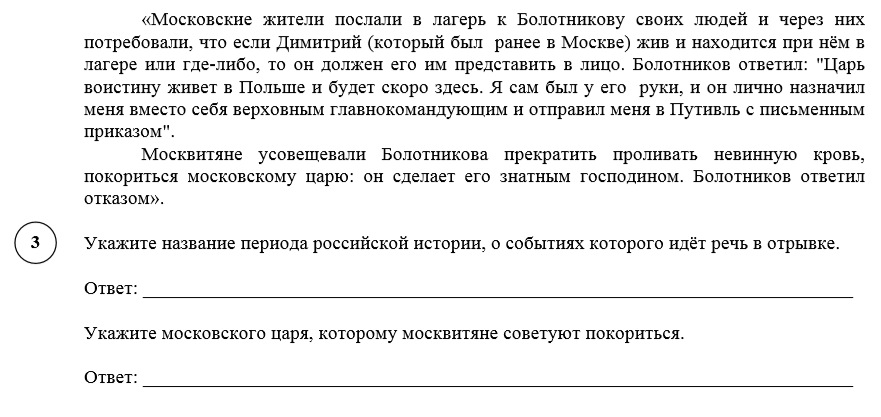 «Московские жители послали в лагерь к Болотникову своих людей и через них
потребовали, что если Димитрий (который был ранее в Москве) жив и находится при нём в
лагере или где-либо, то он должен его им представить в лицо. Болотников ответил: "Царь
воистину живет в Польше и будет скоро здесь. Я сам был у его руки, и он лично назначил
меня вместо себя верховным главнокомандующим и отправил меня в Путивль с письменным
приказом".
Москвитяне усовещевали Болотникова прекратить проливать невинную кровь,
покориться московскому царю: он сделает его знатным господином. Болотников ответил
отказом».
3 Укажите название периода российской истории, о событиях которого идёт речь в отрывке.
Ответ: ______________________________________________
Укажите московского царя, которому москвитяне советуют покориться.
Ответ: ______________________________________________